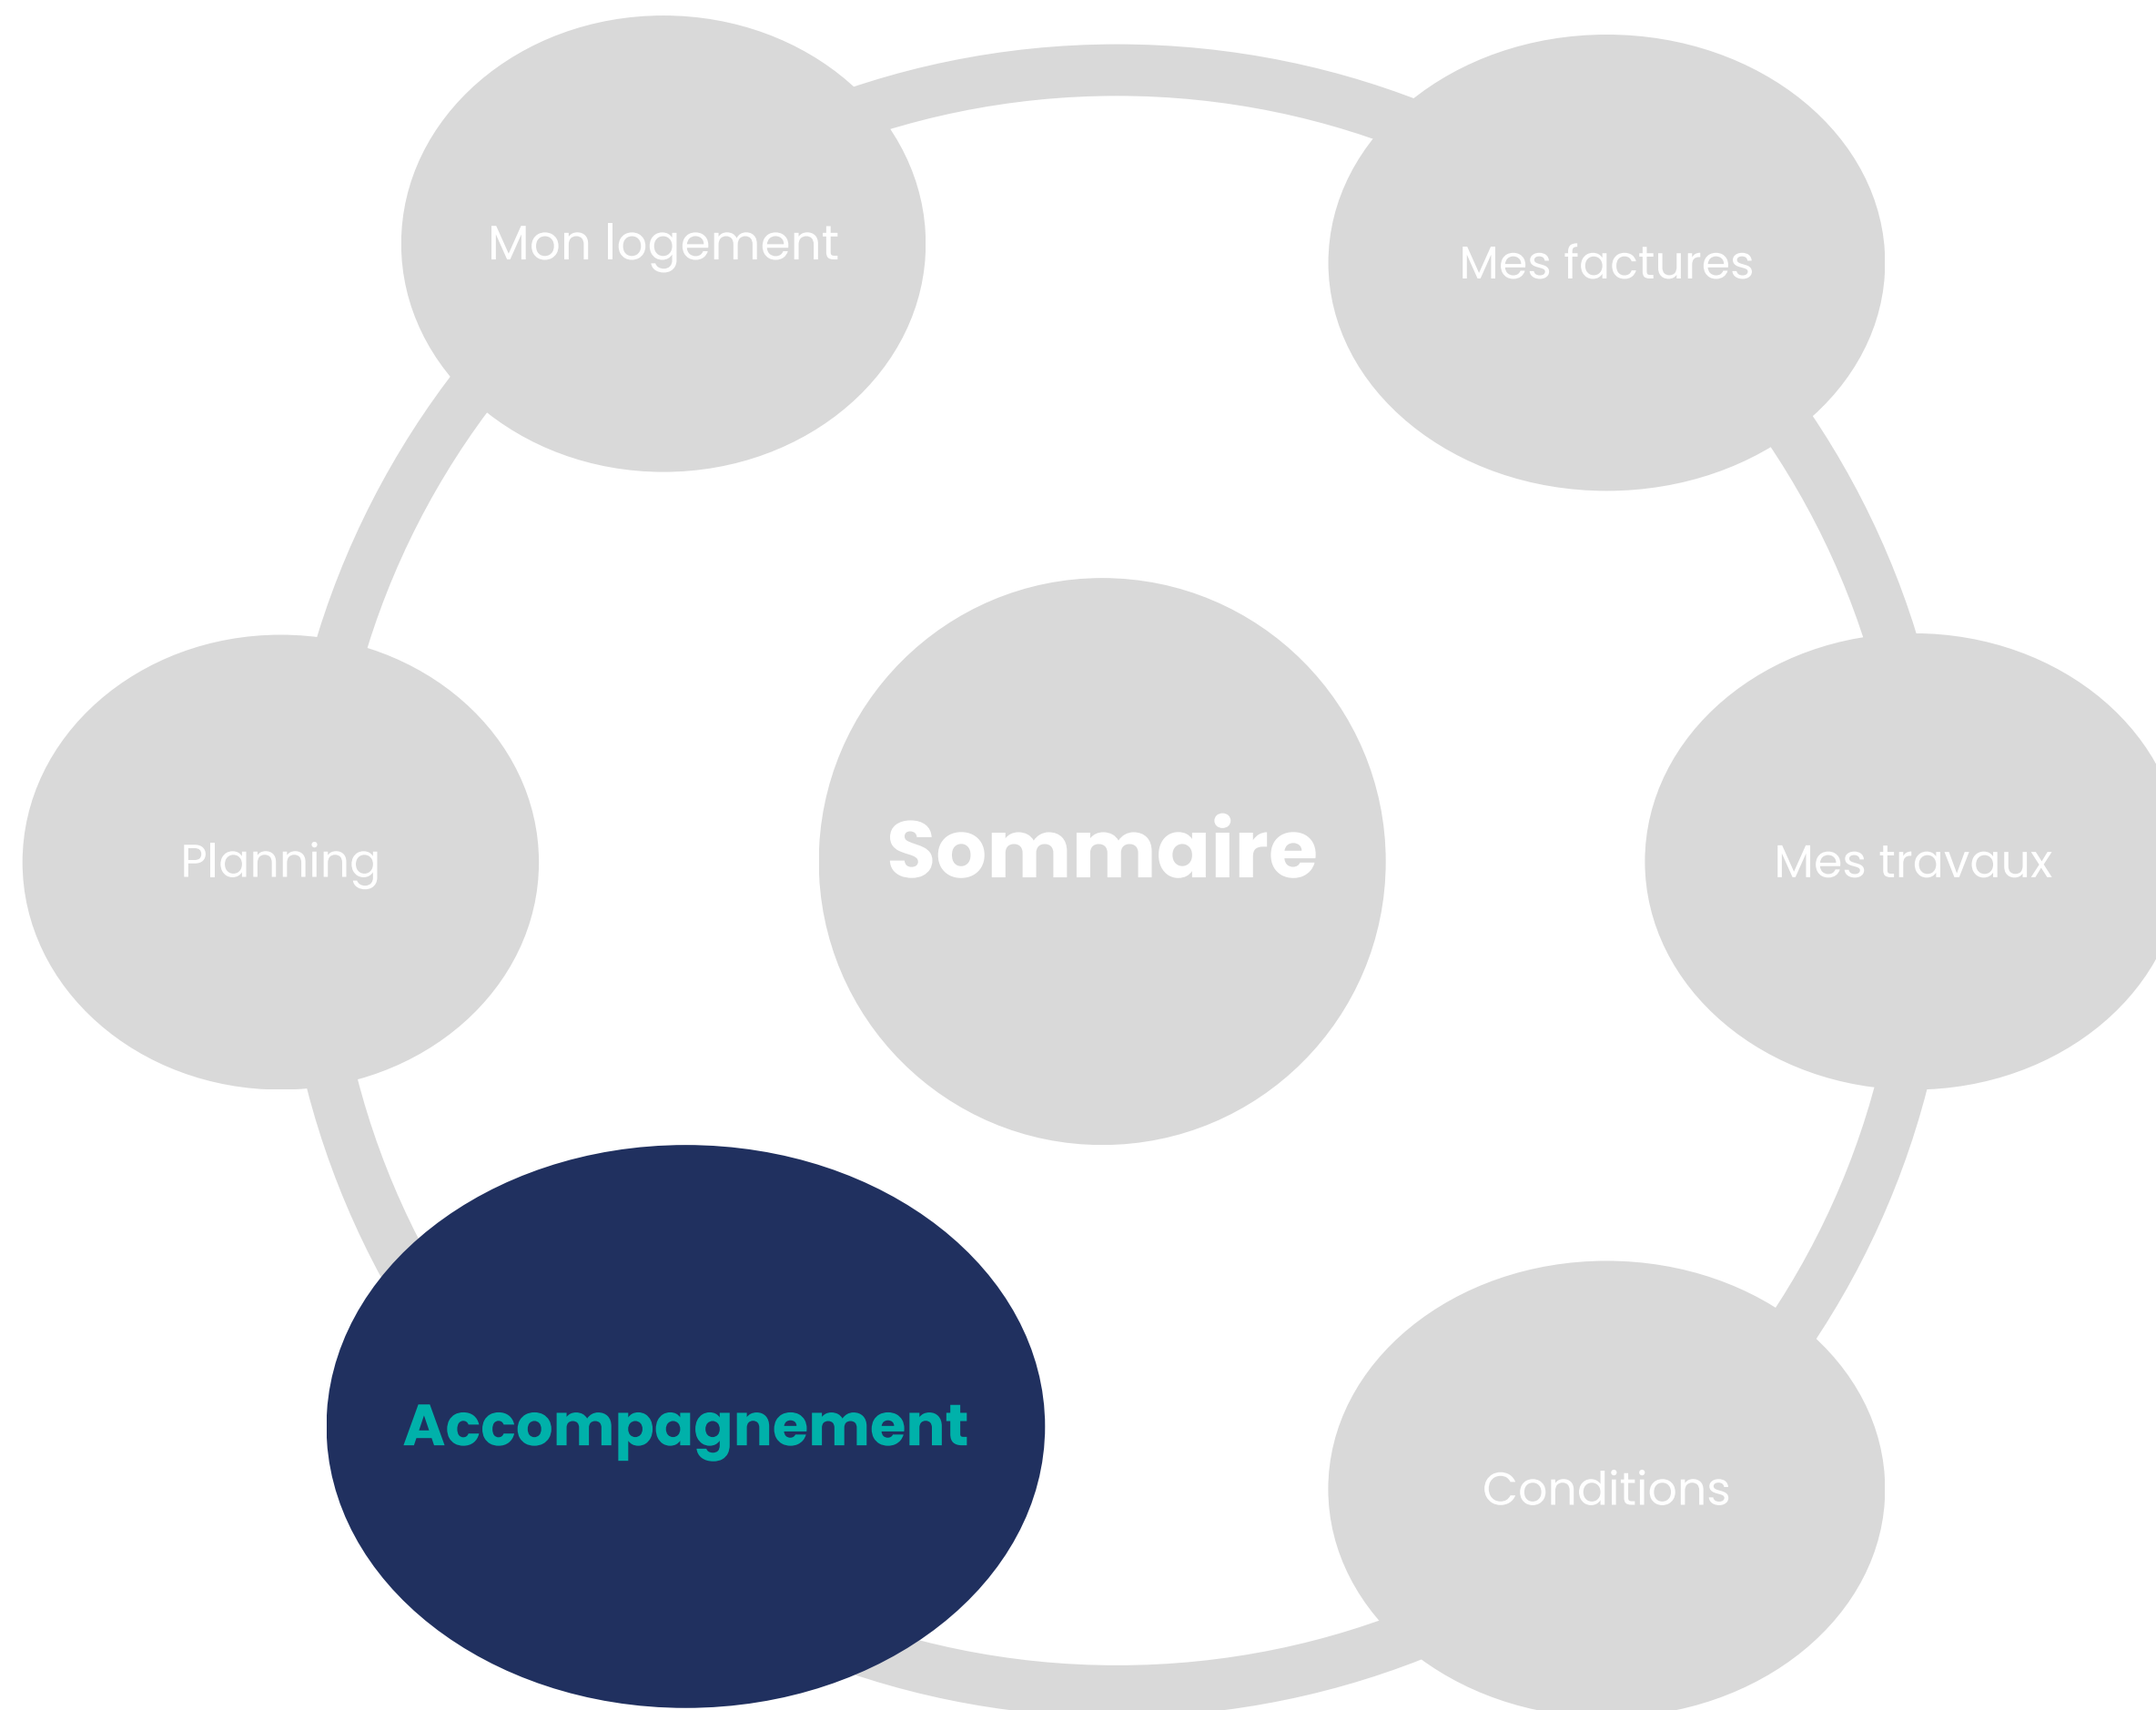 Mon logement
Mes factures
Sommaire
Planning
Mes travaux
Accompagnement
Conditions